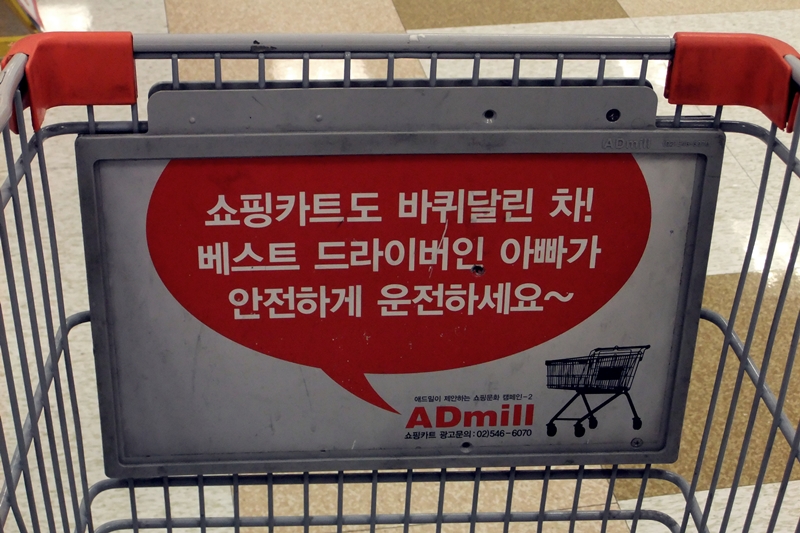 ADmill
쇼핑카트도 바퀴달린 차!
베스트 드라이버인 아빠가
안전하게 운전하세요~
애드밀이 제안하는 쇼핑문화 캠페인-2
ADmill
쇼핑카트 광고문의 : 02)546-6070